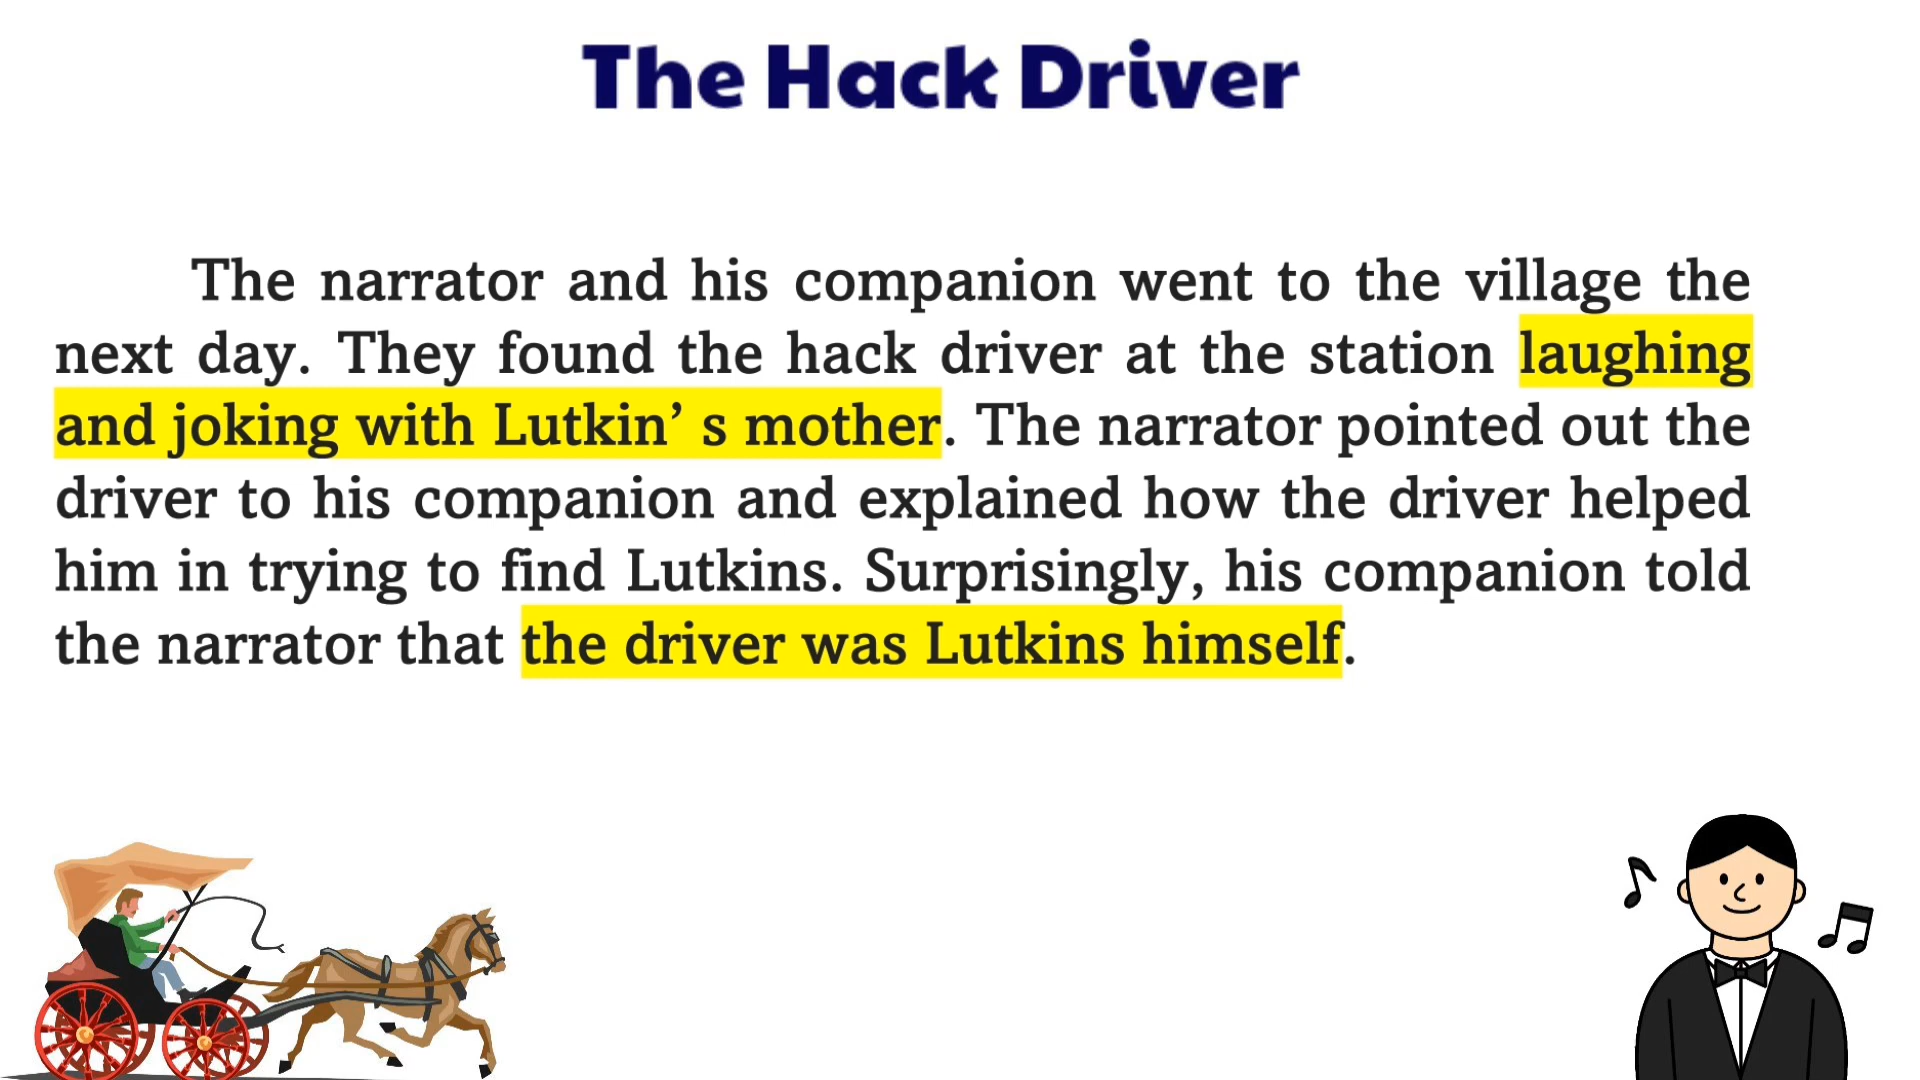 The Hack Driver
The narrator and his companion went to the village the
next day. They found the hack driver at the station laughing
and joking with Lutkin’ s mother. The narrator pointed out the
driver to his companion and explained how the driver helped
him in trying to find Lutkins. Surprisingly, his companion told
the narrator that the driver was Lutkins himself.